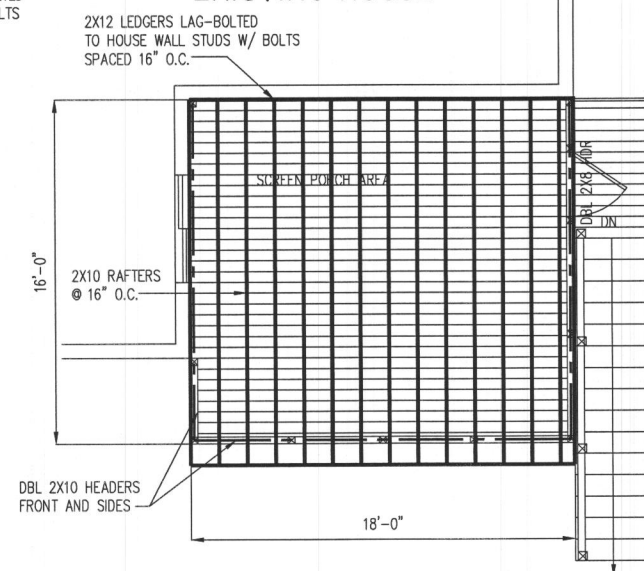 2X12 LEDGERS LAG-BOLTED
TO HOUSE WALL STUDS W/ BOLTS
SPACED 16" O.C.
SCREEN PORCH AREA
DBL 2X8 HDR
DN
16'-0"
2X10 RAFTERS
@ 16" O.C.
DBL 2X10 HEADERS
FRONT AND SIDES
18'-0"